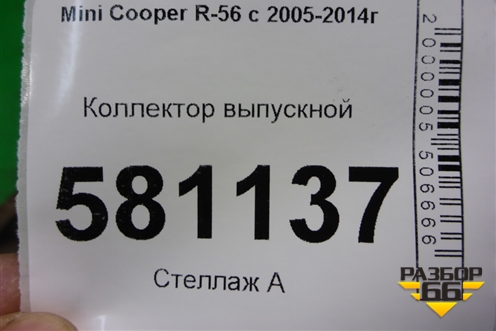 Mini Cooper R-56 с 2005-2014г
Коллектор выпускной
581137
Стеллаж А
2000005506666
РАЗБОР
66